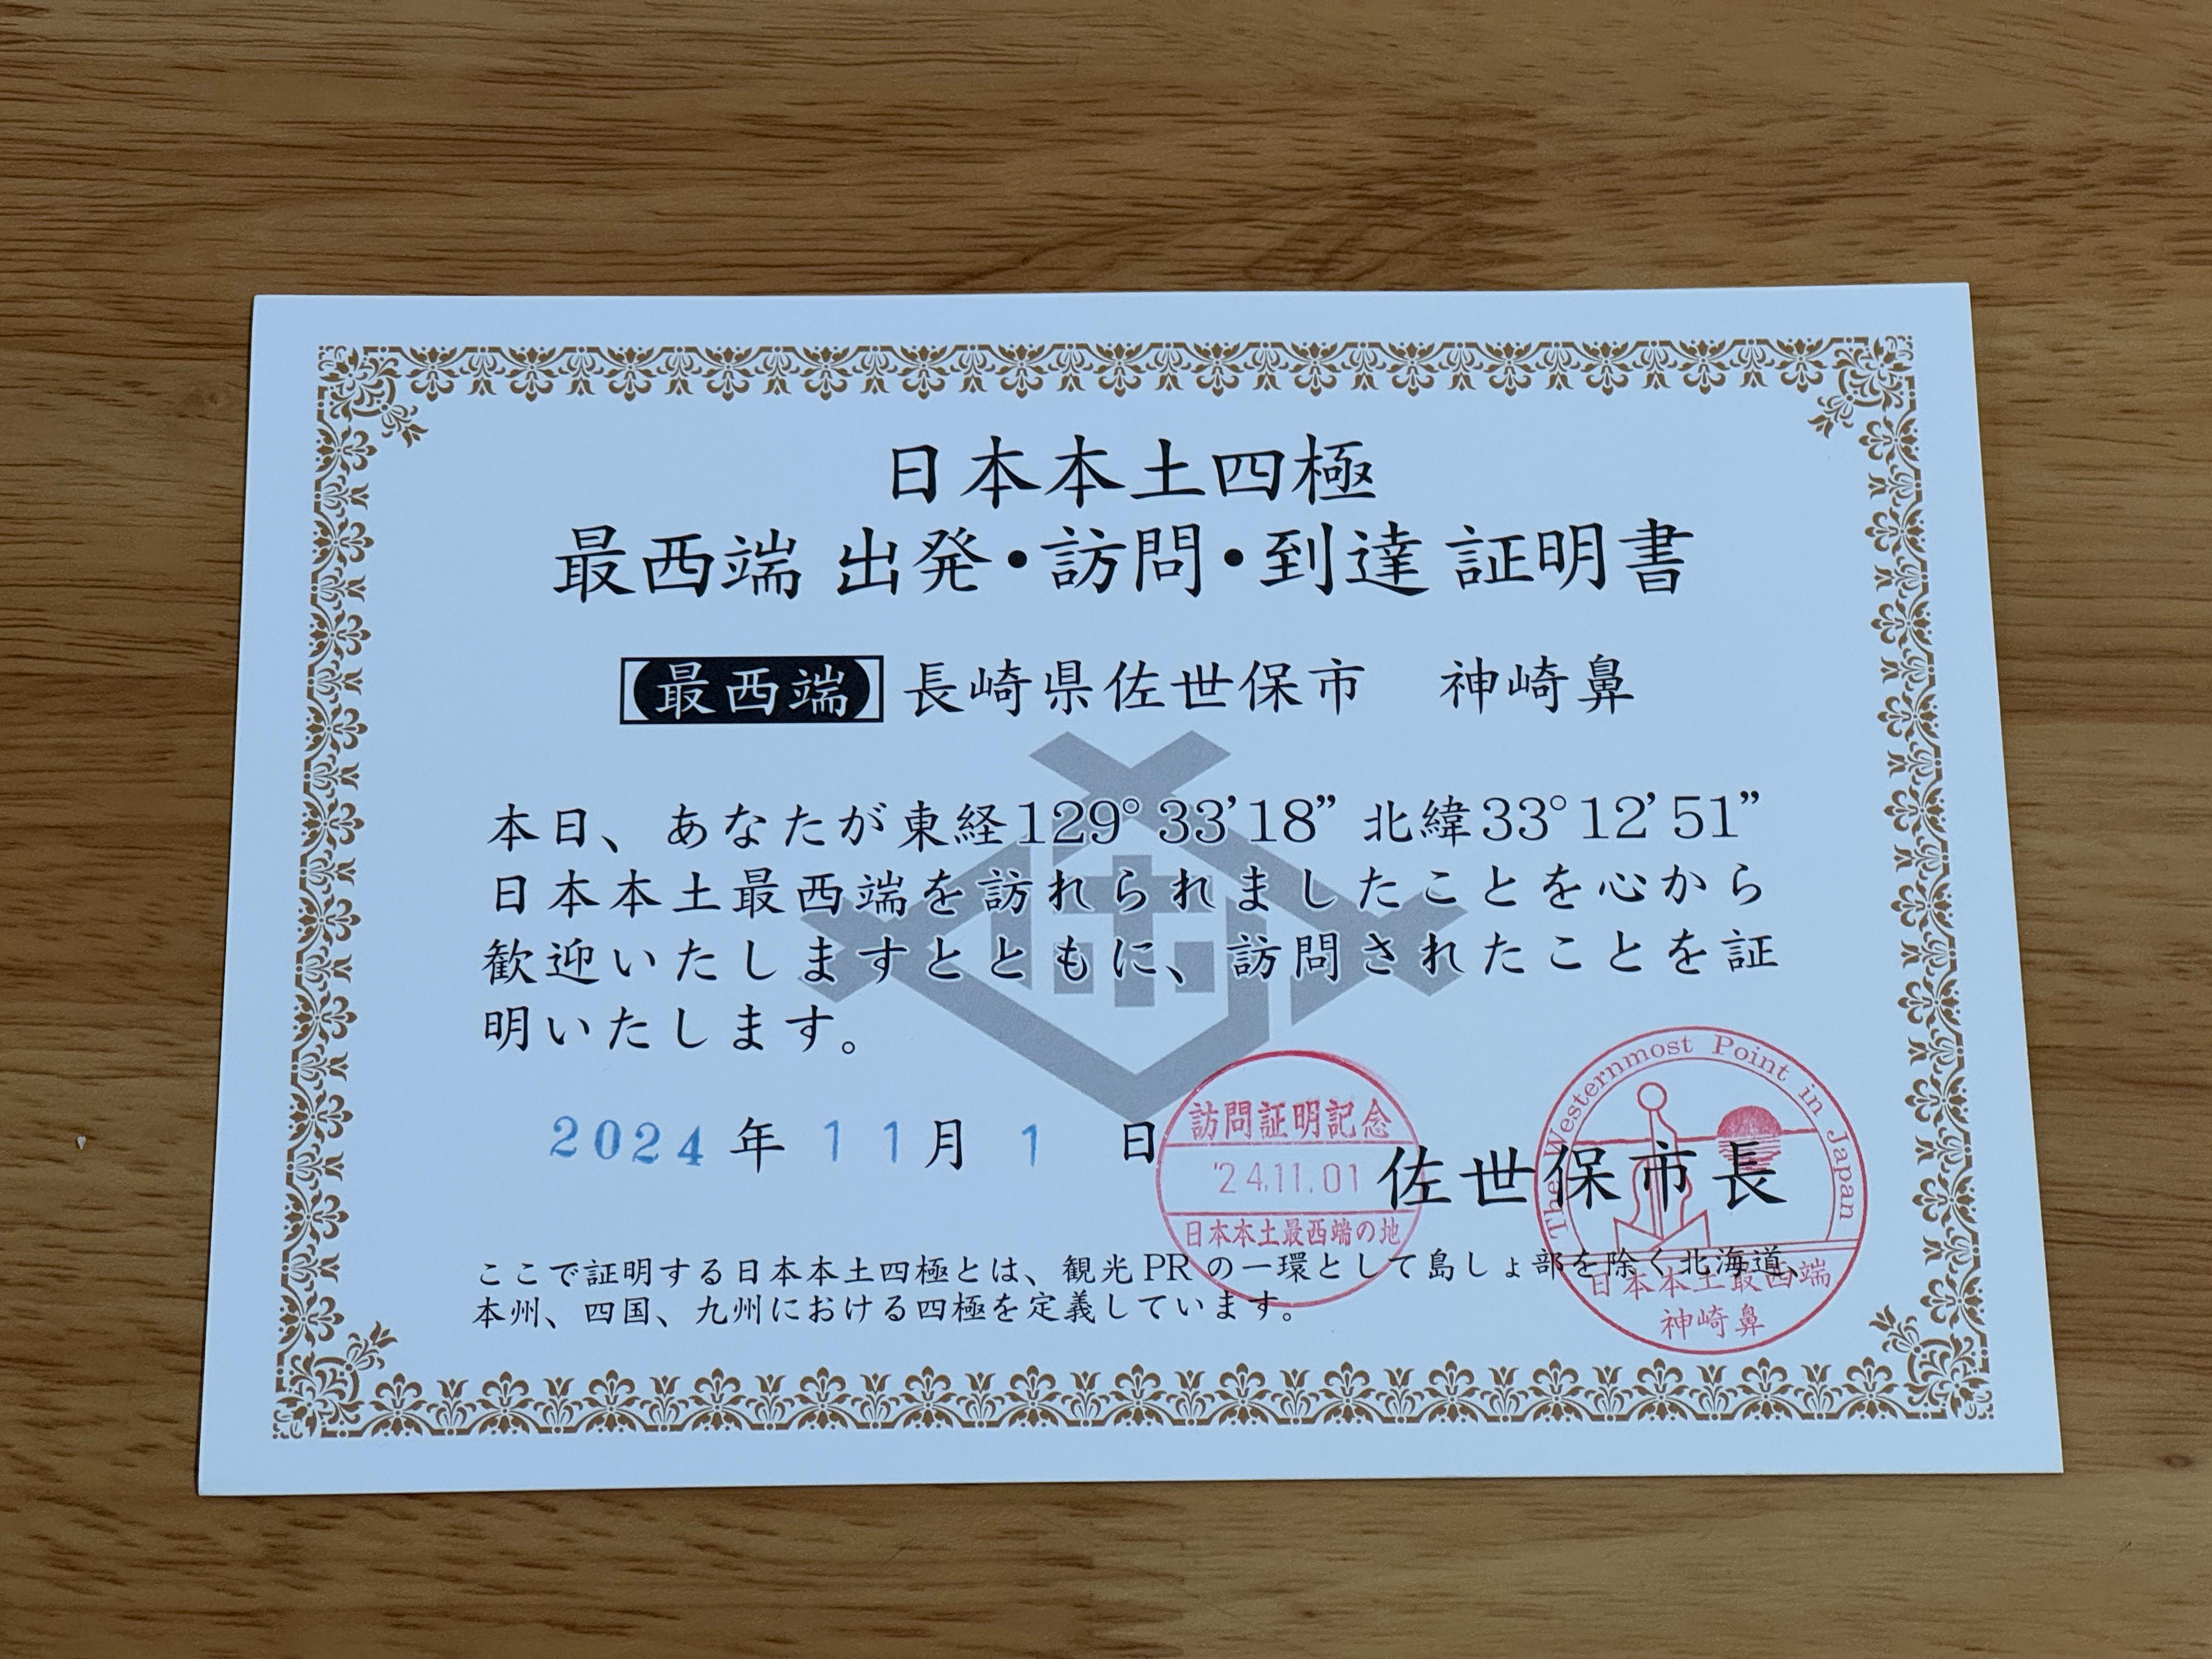 日本本土四極
最西端 出発・訪問・到達 証明書
【最西端】長崎県佐世保市　神崎鼻
本日、あなたが東経129°33’18” 北緯33°12’51”
日本本土最西端を訪れられましたことを心から
歓迎いたしますとともに、訪問されたことを証
明いたします。
2024年11月1日
訪問証明記念
'24.11.01
日本本土最西端の地
佐世保市長
The Westernmost Point in Japan
日本本土最西端
神崎鼻
ここで証明する日本本土四極とは、観光PRの一環として島しょ部を除く北海道、
本州、四国、九州における四極を定義しています。